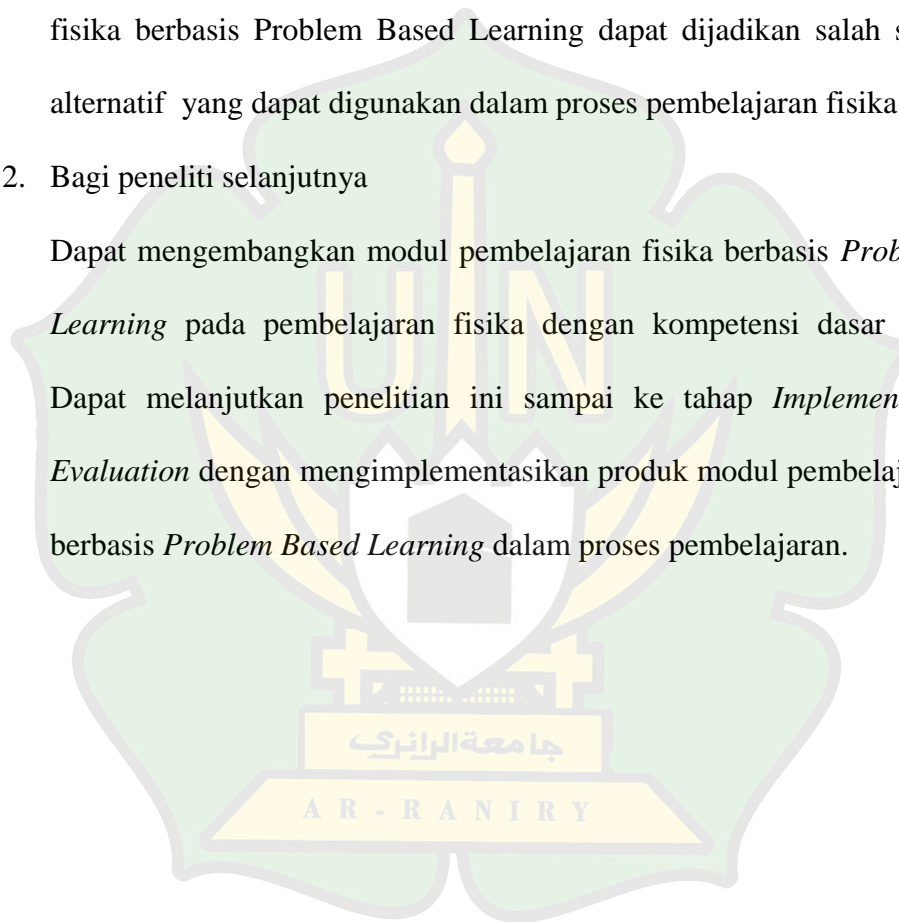 fisika berbasis Problem Based Learning dapat dijadikan salah
alternatif yang dapat digunakan dalam proses pembelajaran fisika
2. Bagi peneliti selanjutnya
Dapat mengembangkan modul pembelajaran fisika berbasis
Learning pada pembelajaran fisika dengan kompetensi dasar
Dapat melanjutkan penelitian ini sampai ke tahap
Evaluation dengan mengimplementasikan produk modul
berbasis Problem Based Learning dalam proses pembelajaran.
UIN
جامعة الرانري
AR-RANIRY